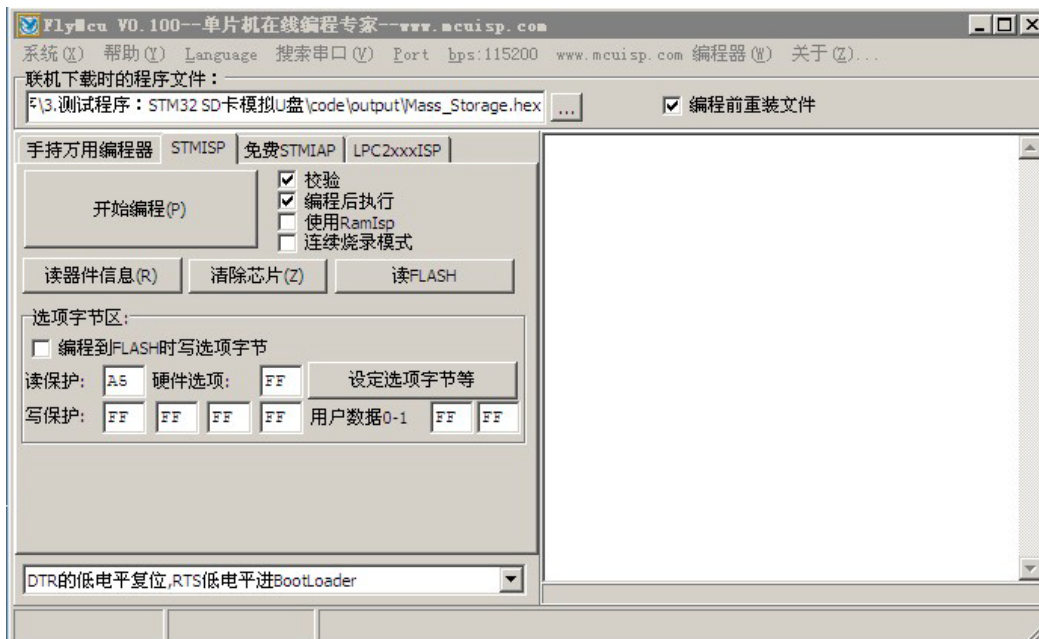 FlyMcu V0.100--单片机在线编程专家--www.mcuisp.com
系统(X) 帮助(Y) Language 搜索串口(V) Port bps:115200 www.mcuisp.com 编程器(W) 关于(Z)...
联机下载时的程序文件：
\3.测试程序：STM32 SD卡模拟U盘\code\output\Mass_Storage.hex ... 编程前重装文件
手持万用编程器 STMISP 免费STMIAP LPC2xxxISP
开始编程(P)
校验
编程后执行
使用RamIsp
连续烧录模式
读器件信息(R) 清除芯片(Z) 读FLASH
选项字节区:
编程到FLASH时写选项字节
读保护: A5 硬件选项: FF 设定选项字节等
写保护: FF FF FF FF 用户数据0-1 FF FF
DTR的低电平复位,RTS低电平进BootLoader